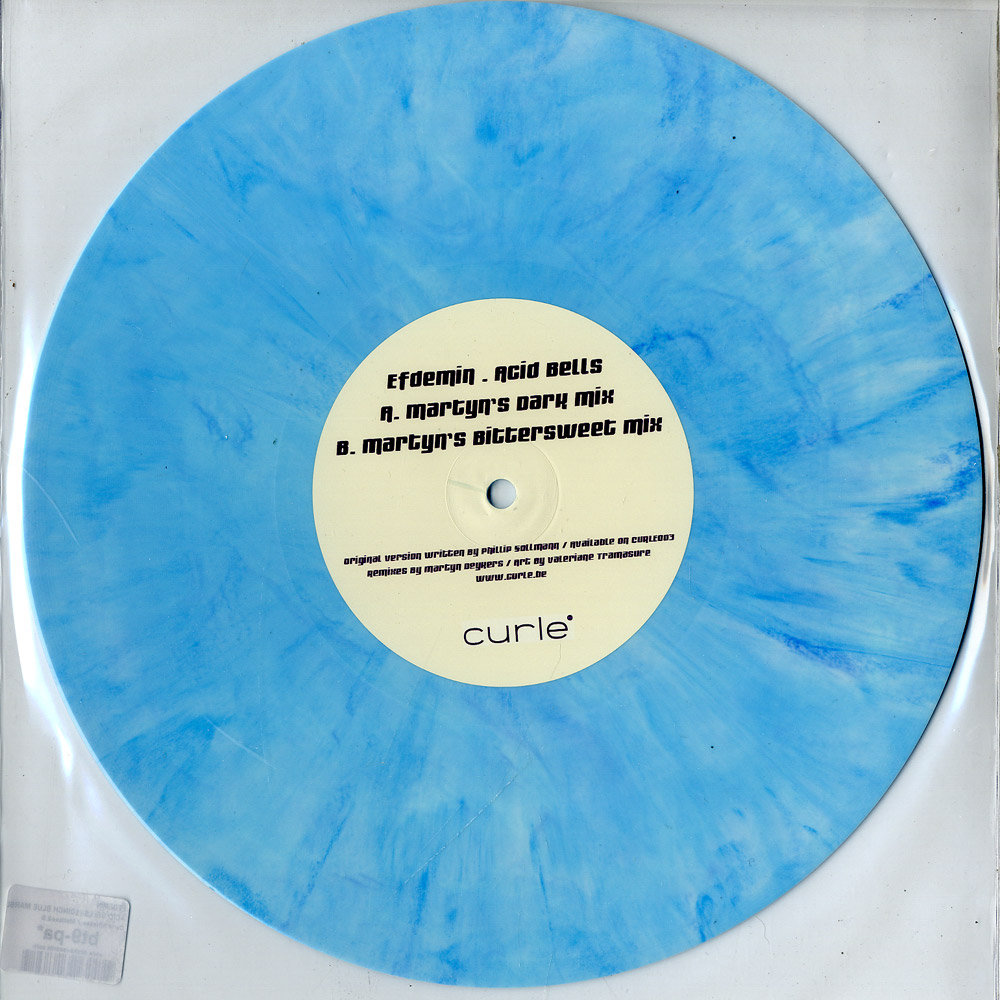 Efdemin . Acid Bells
A. Martyn's Dark Mix
B. Martyn's Bittersweet Mix
Original version written by Phillip Sollmann / Available on CURLE003
Remixes by Martyn Deykers / Art by Valeriane Tramasure
www.curle.be
curle